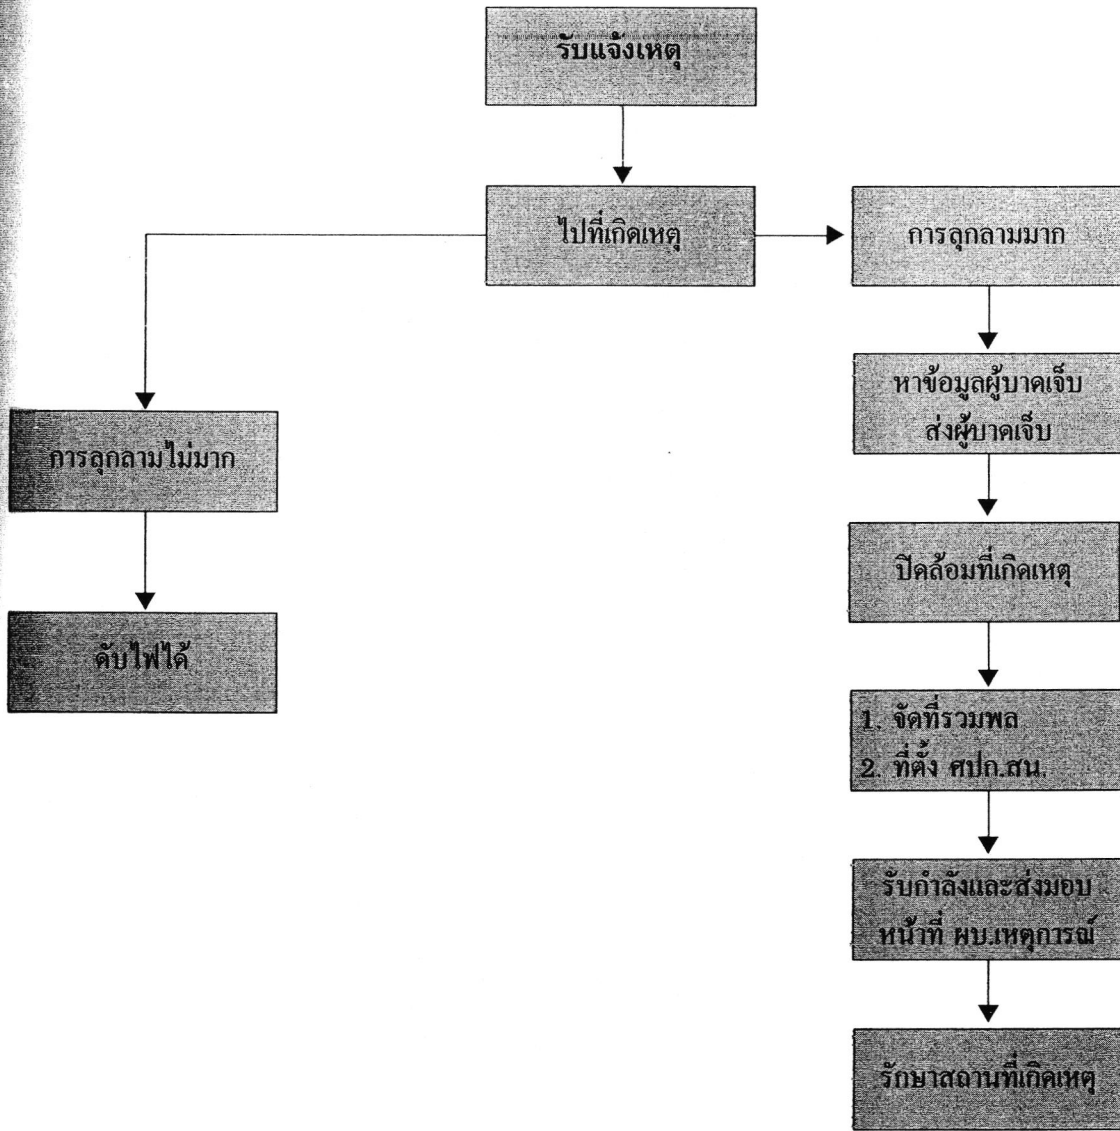 รับแจ้งเหตุ
ไปที่เกิดเหตุ
การลุกลามมาก
หาข้อมูลผู้บาดเจ็บ
ส่งผู้บาดเจ็บ
การลุกลามไม่มาก
ปิดล้อมที่เกิดเหตุ
ดับไฟได้
1. จัดที่รวมพล
2. ที่ตั้ง ศปก.สน.
รับกำลังและส่งมอบ
หน้าที่ ผบ.เหตุการณ์
รักษาสถานที่เกิดเหตุ